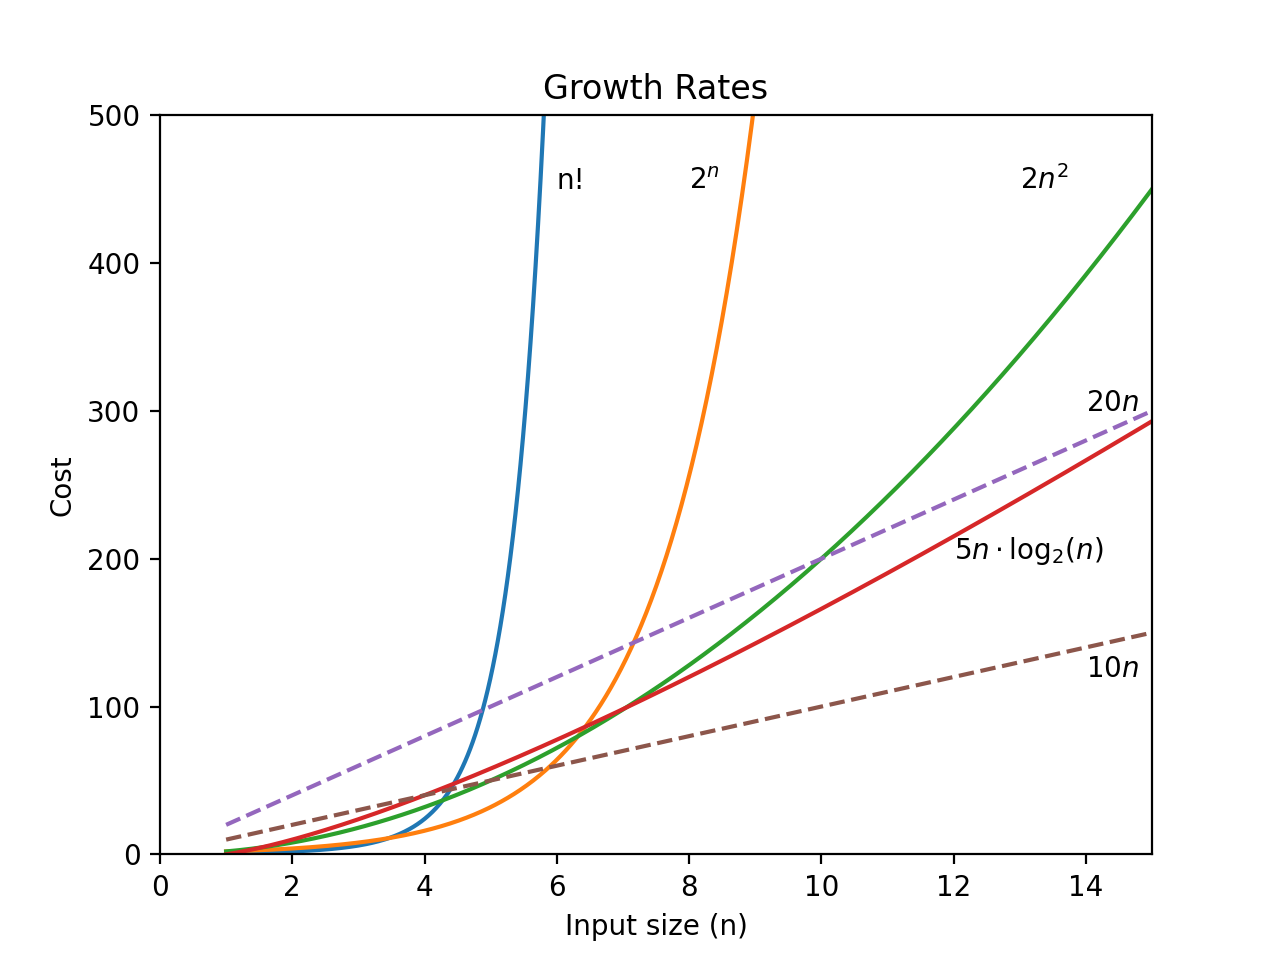 Growth Rates
500
n!
2ⁿ
2n²
400
20n
300
Cost
5n · log₂(n)
200
10n
100
0
0 2 4 6 8 10 12 14
Input size (n)